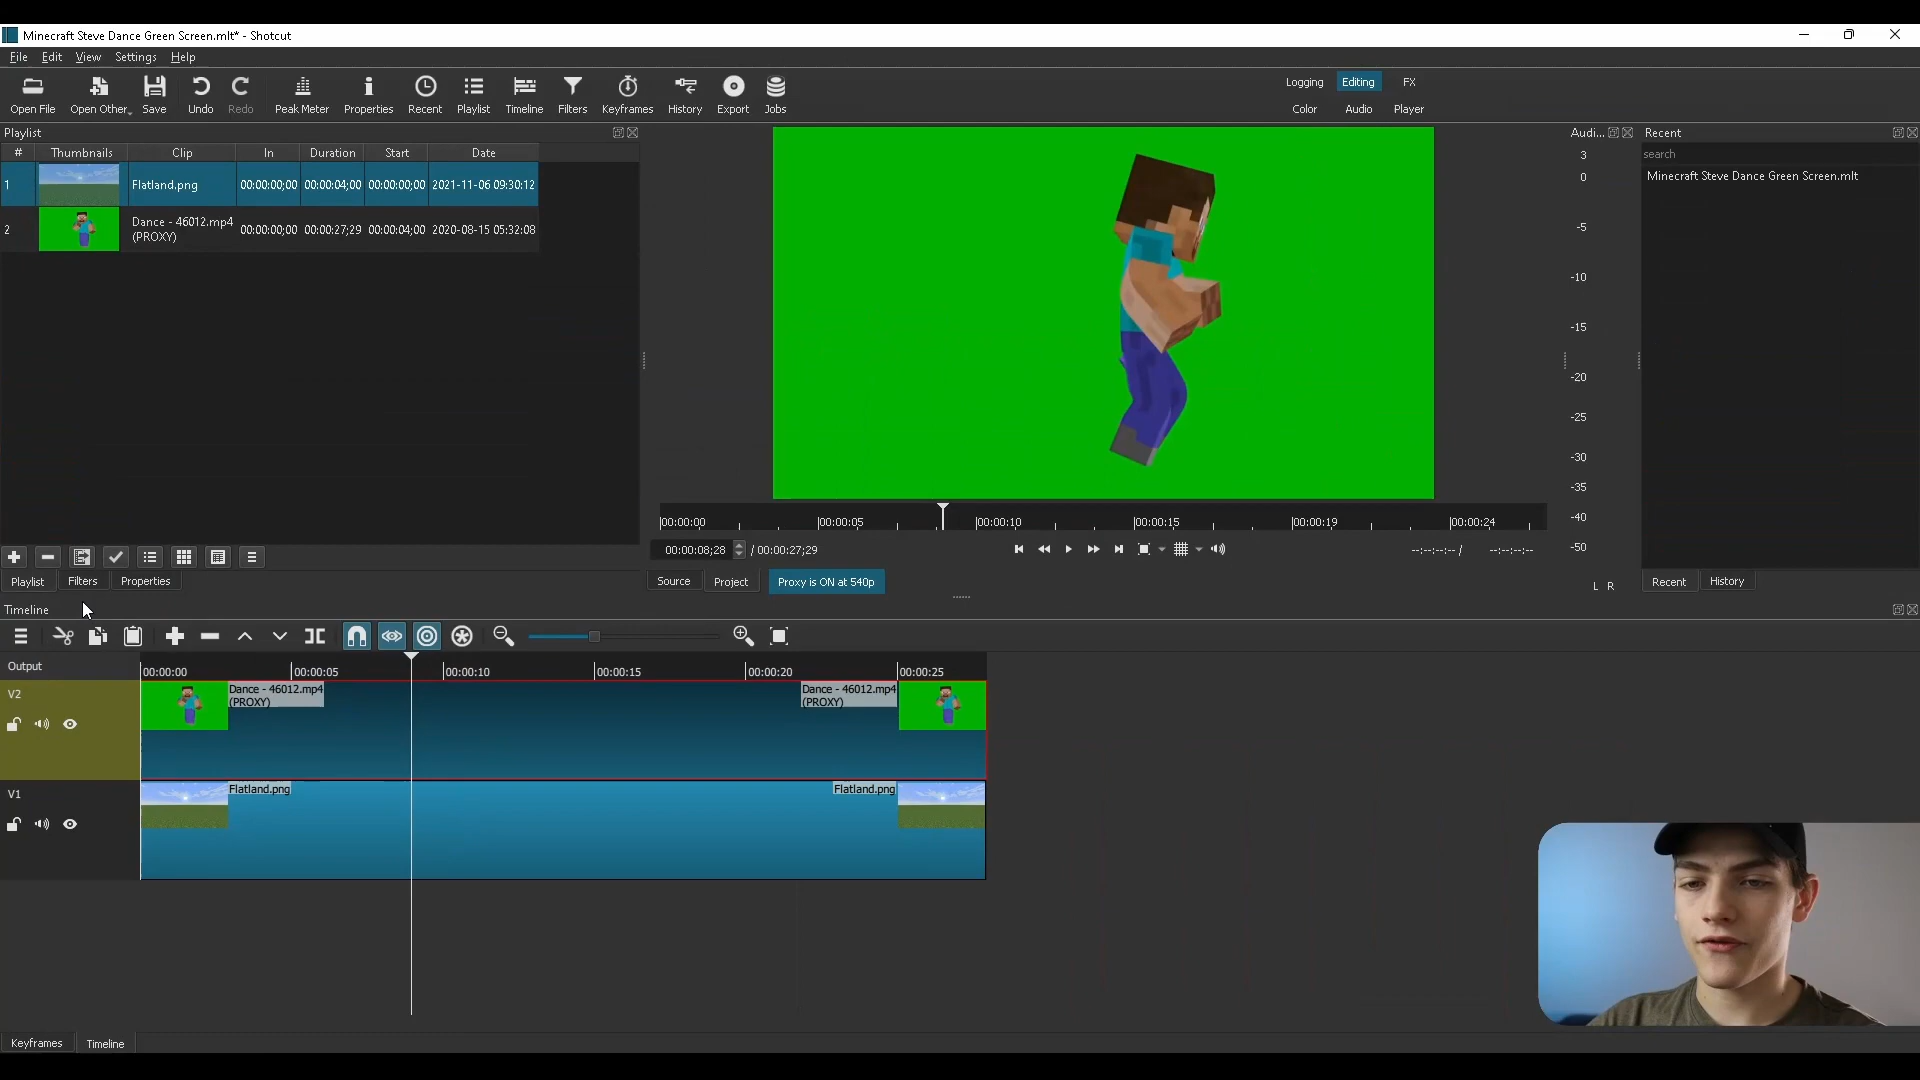 Minecraft Steve Dance Green Screen.mlt* - Shotcut
File Edit View Settings Help
Open File Open Other... Save Undo Redo Peak Meter Properties Recent Playlist Timeline Filters Keyframes History Export Jobs
Logging Editing FX
Color Audio Player
Playlist
# Thumbnails Clip In Duration Start Date
1 Flatland.png 00:00:00;00 00:00:04;00 00:00:00;00 2021-11-06 09:30:12
2 Dance - 46012.mp4 00:00:00;00 00:00:27;29 00:00:04;00 2020-08-15 05:32:08
(PROXY)
Playlist Filters Properties
00:00:00 00:00:05 00:00:10 00:00:15 00:00:19 00:00:24
00:00:08;28 / 00:00:27;29
--:--:--:-- / --:--:--:--
Source Project Proxy is ON at 540p
Audi...
3
0
-5
-10
-15
-20
-25
-30
-35
-40
-50
L R
Recent
search
Minecraft Steve Dance Green Screen.mlt
Recent History
Timeline
Output
00:00:00 00:00:05 00:00:10 00:00:15 00:00:20 00:00:25
V2
Dance - 46012.mp4
(PROXY)
Dance - 46012.mp4
(PROXY)
V1
Flatland.png
Flatland.png
Keyframes Timeline